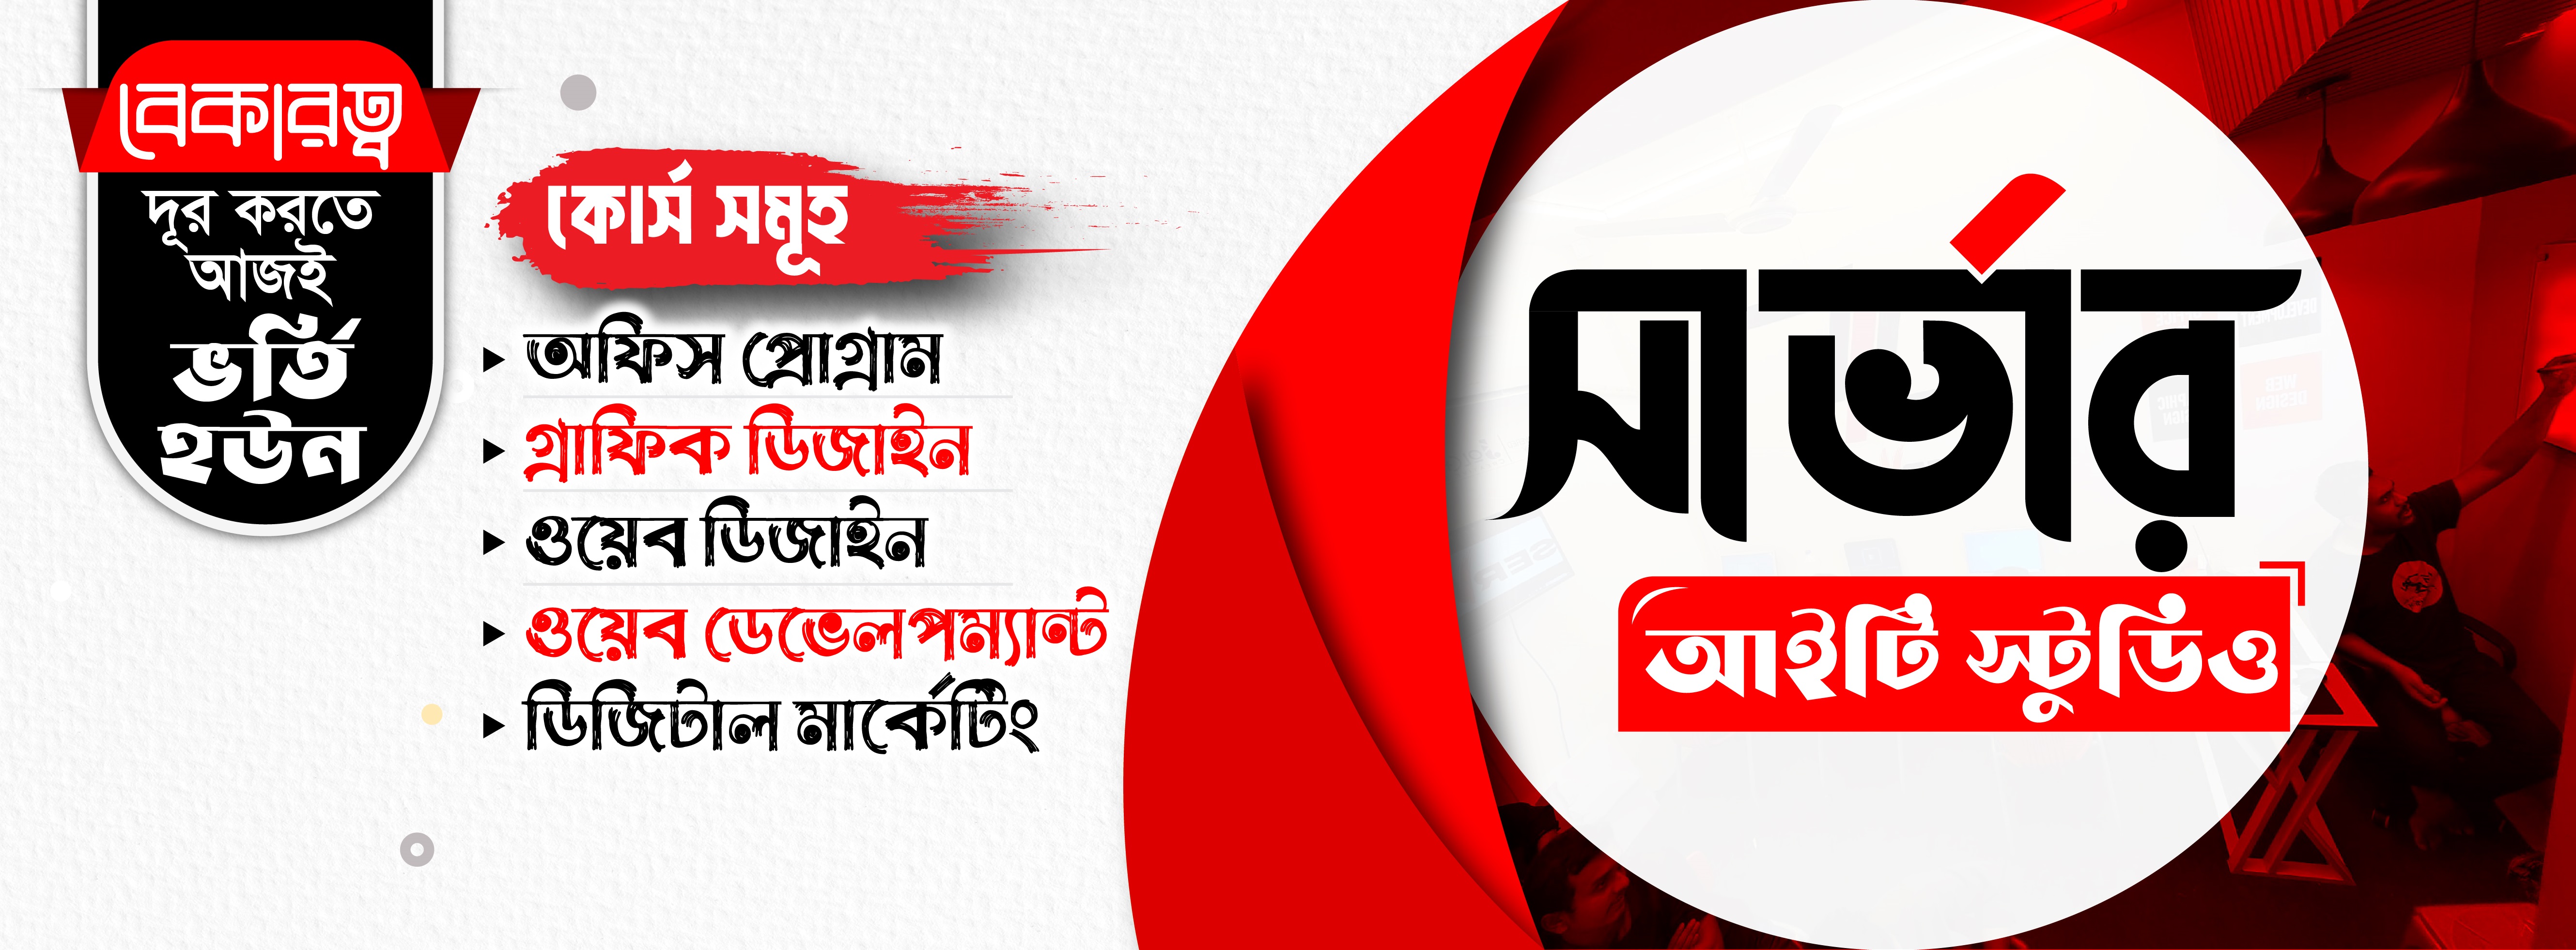 বেকারত্ব
দূর করতে
আজই
ভর্তি
হউন
কোর্স সমূহ
অফিস প্রোগ্রাম
গ্রাফিক ডিজাইন
ওয়েব ডিজাইন
ওয়েব ডেভেলপম্যান্ট
ডিজিটাল মার্কেটিং
সার্ভার
আইটি স্টুডিও